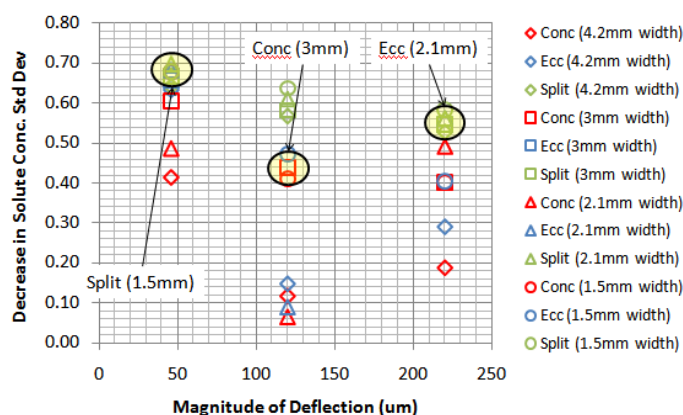 Conc (3mm)
Ecc (2.1mm)
Split (1.5mm)
Decrease in Solute Conc. Std Dev
0.80
0.70
0.60
0.50
0.40
0.30
0.20
0.10
0.00
0 50 100 150 200 250
Magnitude of Deflection (um)
Conc (4.2mm width)
Ecc (4.2mm width)
Split (4.2mm width)
Conc (3mm width)
Ecc (3mm width)
Split (3mm width)
Conc (2.1mm width)
Ecc (2.1mm width)
Split (2.1mm width)
Conc (1.5mm width)
Ecc (1.5mm width)
Split (1.5mm width)